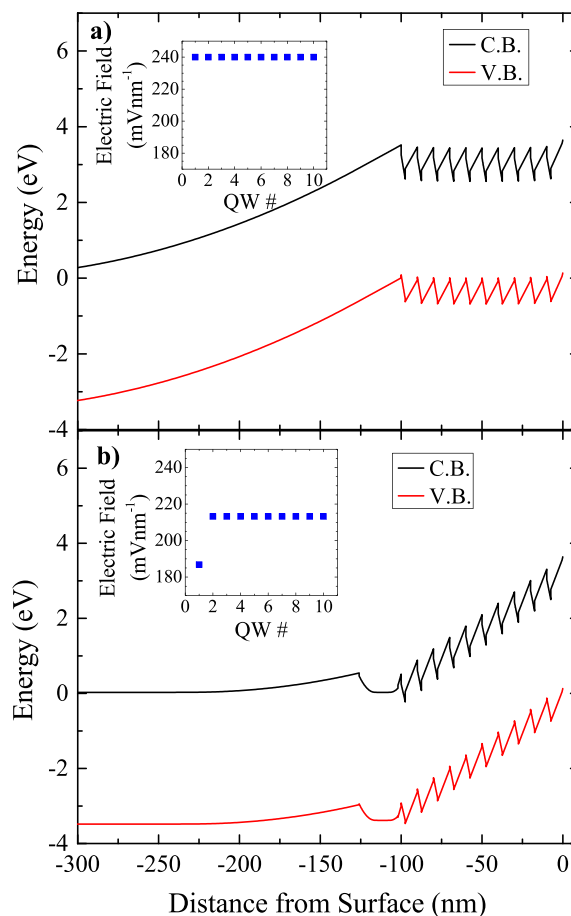 a)
Electric Field
(mVnm⁻¹)
240
220
200
180
0 2 4 6 8 10
QW #
C.B.
V.B.
Energy (eV)
6
4
2
0
-2
-4
b)
Electric Field
(mVnm⁻¹)
240
220
200
180
0 2 4 6 8 10
QW #
C.B.
V.B.
Energy (eV)
6
4
2
0
-2
-4
-300 -250 -200 -150 -100 -50 0
Distance from Surface (nm)